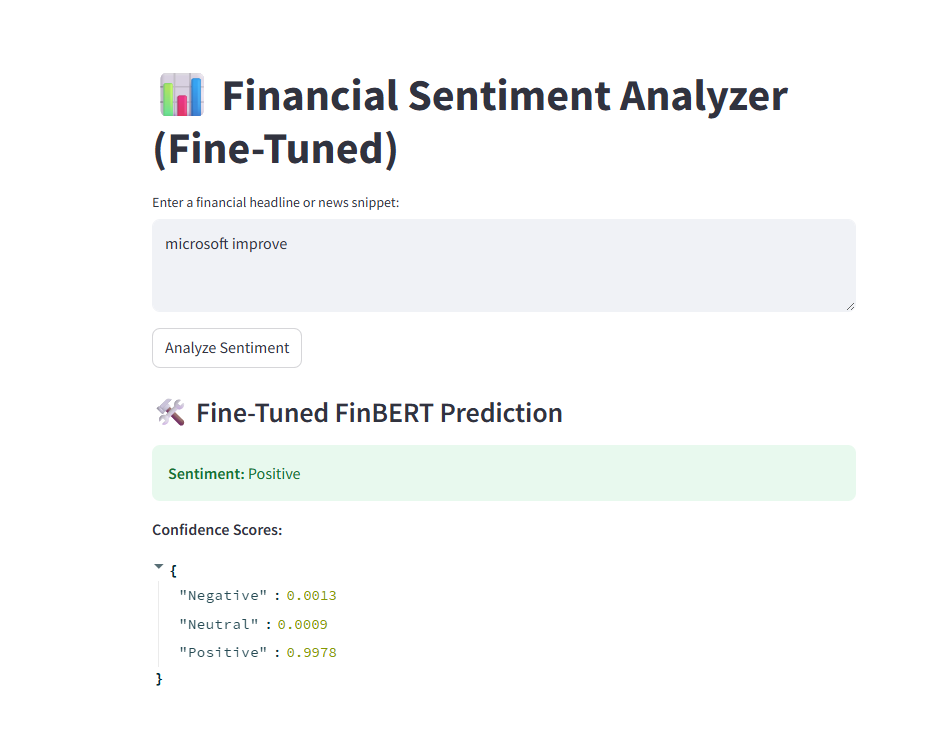 Financial Sentiment Analyzer
(Fine-Tuned)
Enter a financial headline or news snippet:
microsoft improve
Analyze Sentiment
Fine-Tuned FinBERT Prediction
Sentiment: Positive
Confidence Scores:
{
"Negative" : 0.0013
"Neutral" : 0.0009
"Positive" : 0.9978
}